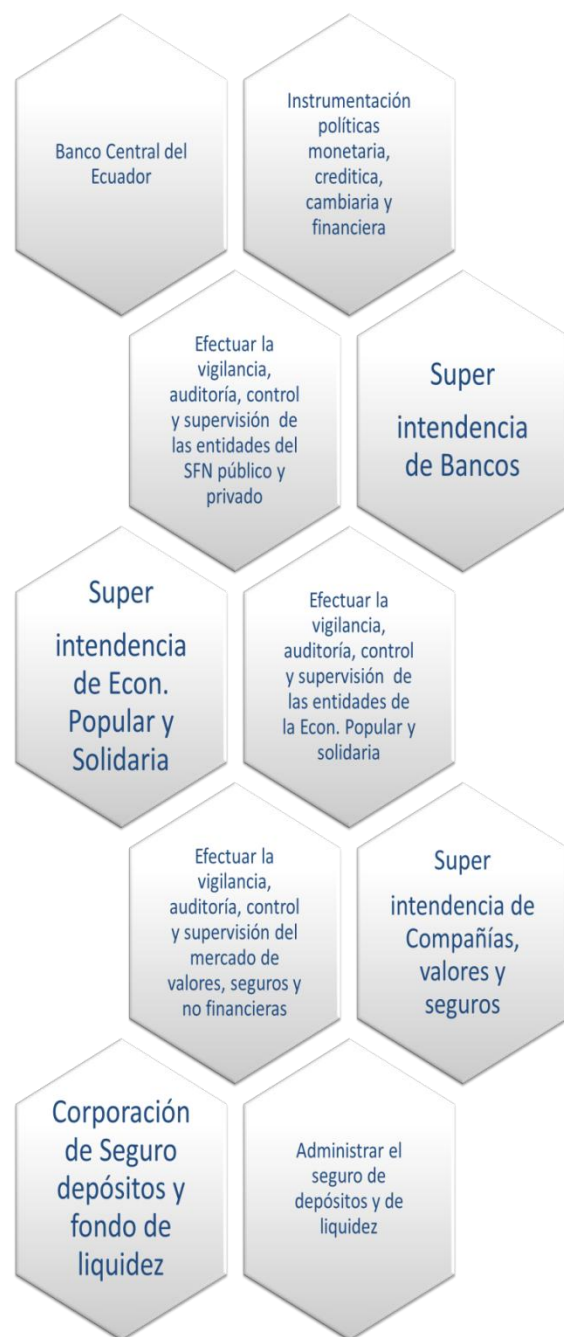 Banco Central del
Ecuador
Instrumentación
políticas
monetaria,
creditica,
cambiaria y
financiera
Efectuar la
vigilancia,
auditoría, control
y supervisión de
las entidades del
SFN público y
privado
Super
intendencia
de Bancos
Super
intendencia
de Econ.
Popular y
Solidaria
Efectuar la
vigilancia,
auditoría, control
y supervisión de
las entidades de
la Econ. Popular y
solidaria
Efectuar la
vigilancia,
auditoría, control
y supervisión del
mercado de
valores, seguros y
no financieras
Super
intendencia de
Compañías,
valores y
seguros
Corporación
de Seguro
depósitos y
fondo de
liquidez
Administrar el
seguro de
depósitos y de
liquidez